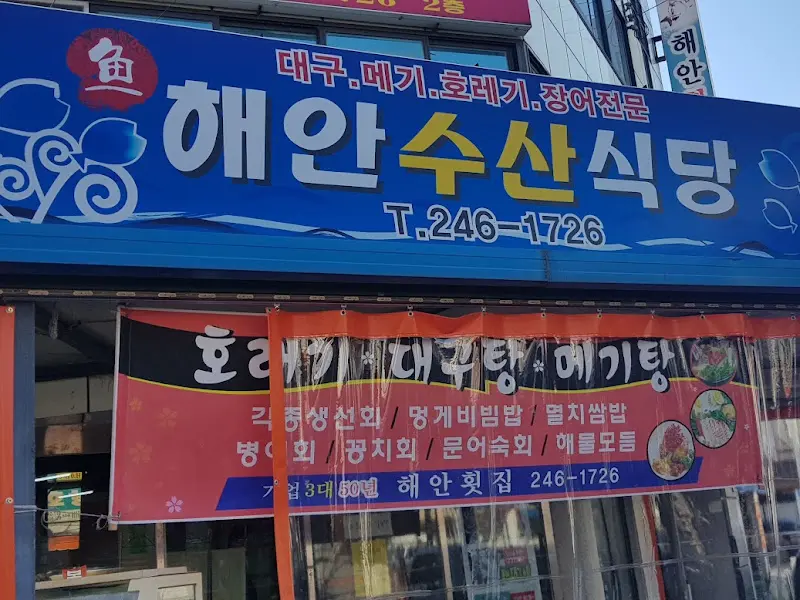 2층
해안
魚
대구.메기.호레기.장어전문
해안수산식당
T.246-1726
호래기·대구탕·메기탕
각종생선회 / 멍게비빔밥 / 멸치쌈밥
병어회 / 꽁치회 / 문어숙회 / 해물모듬
가업 3대 50년 해안횟집 246-1726